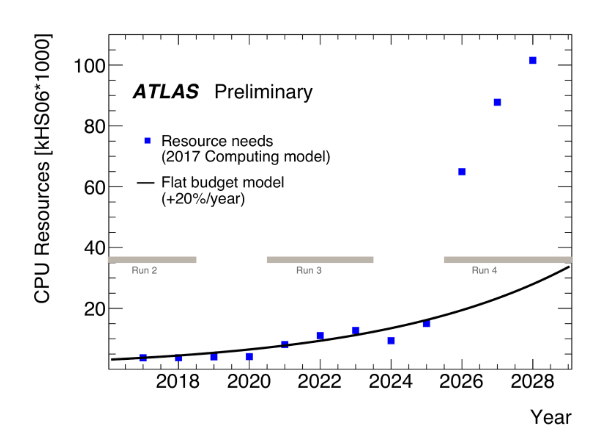 CPU Resources [kHS06*1000]
100
80
60
40
20
ATLAS Preliminary
Resource needs
(2017 Computing model)
Flat budget model
(+20%/year)
Run 2
Run 3
Run 4
2018 2020 2022 2024 2026 2028
Year